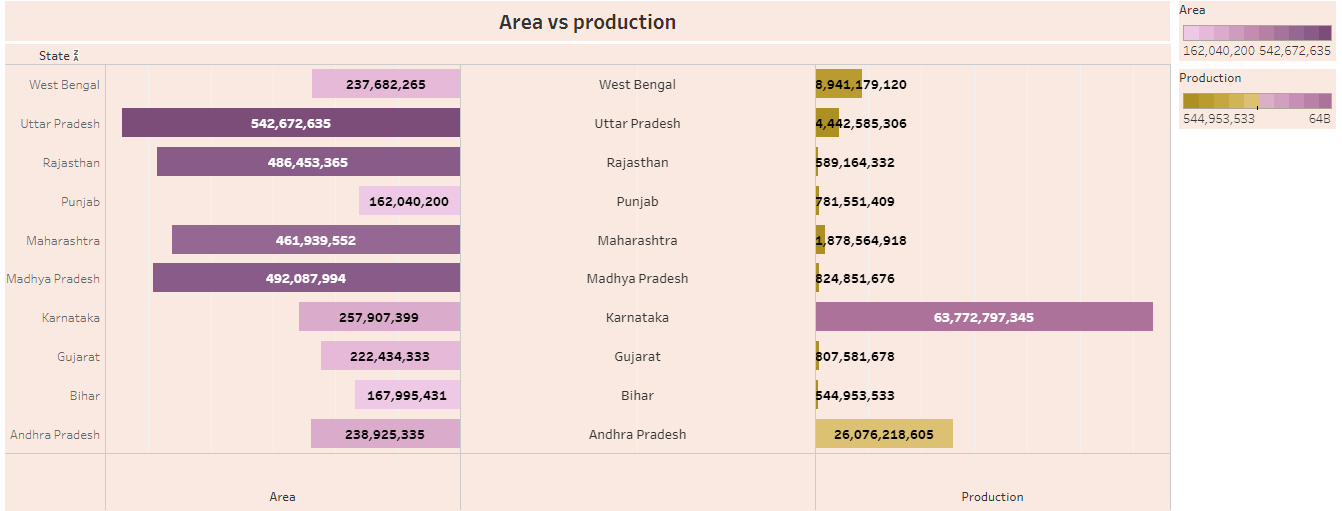 Area vs production
State
West Bengal 237,682,265 West Bengal 8,941,179,120
Uttar Pradesh 542,672,635 Uttar Pradesh 4,442,585,306
Rajasthan 486,453,365 Rajasthan 589,164,332
Punjab 162,040,200 Punjab 781,551,409
Maharashtra 461,939,552 Maharashtra 1,878,564,918
Madhya Pradesh 492,087,994 Madhya Pradesh 824,851,676
Karnataka 257,907,399 Karnataka 63,772,797,345
Gujarat 222,434,333 Gujarat 807,581,678
Bihar 167,995,431 Bihar 544,953,533
Andhra Pradesh 238,925,335 Andhra Pradesh 26,076,218,605
Area Production
Area
162,040,200 542,672,635
Production
544,953,533 64B